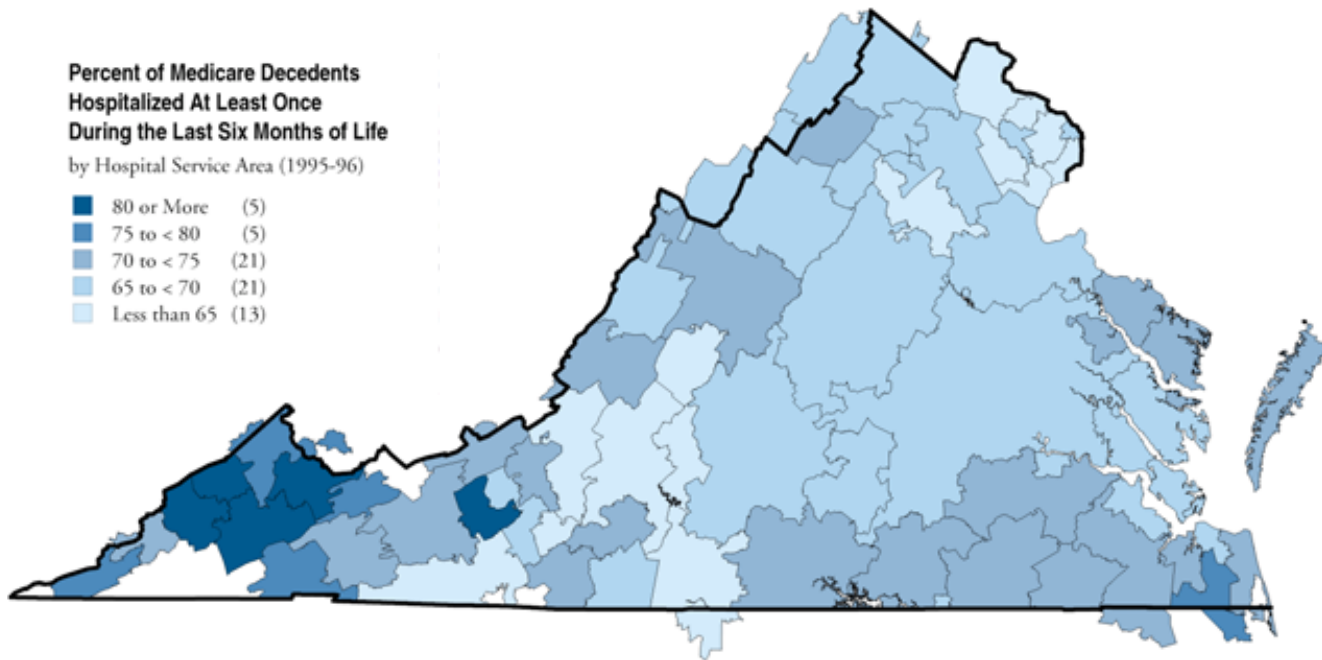 Percent of Medicare Decedents
Hospitalized At Least Once
During the Last Six Months of Life
by Hospital Service Area (1995-96)
80 or More (5)
75 to < 80 (5)
70 to < 75 (21)
65 to < 70 (21)
Less than 65 (13)